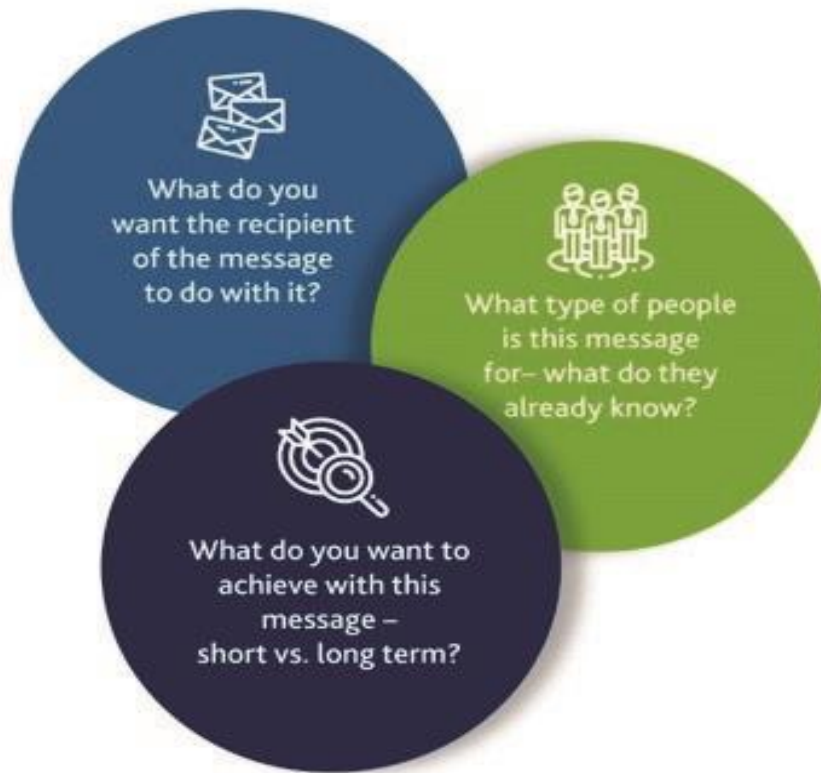 What do you
want the recipient
of the message
to do with it?
What type of people
is this message
for– what do they
already know?
What do you want to
achieve with this
message –
short vs. long term?